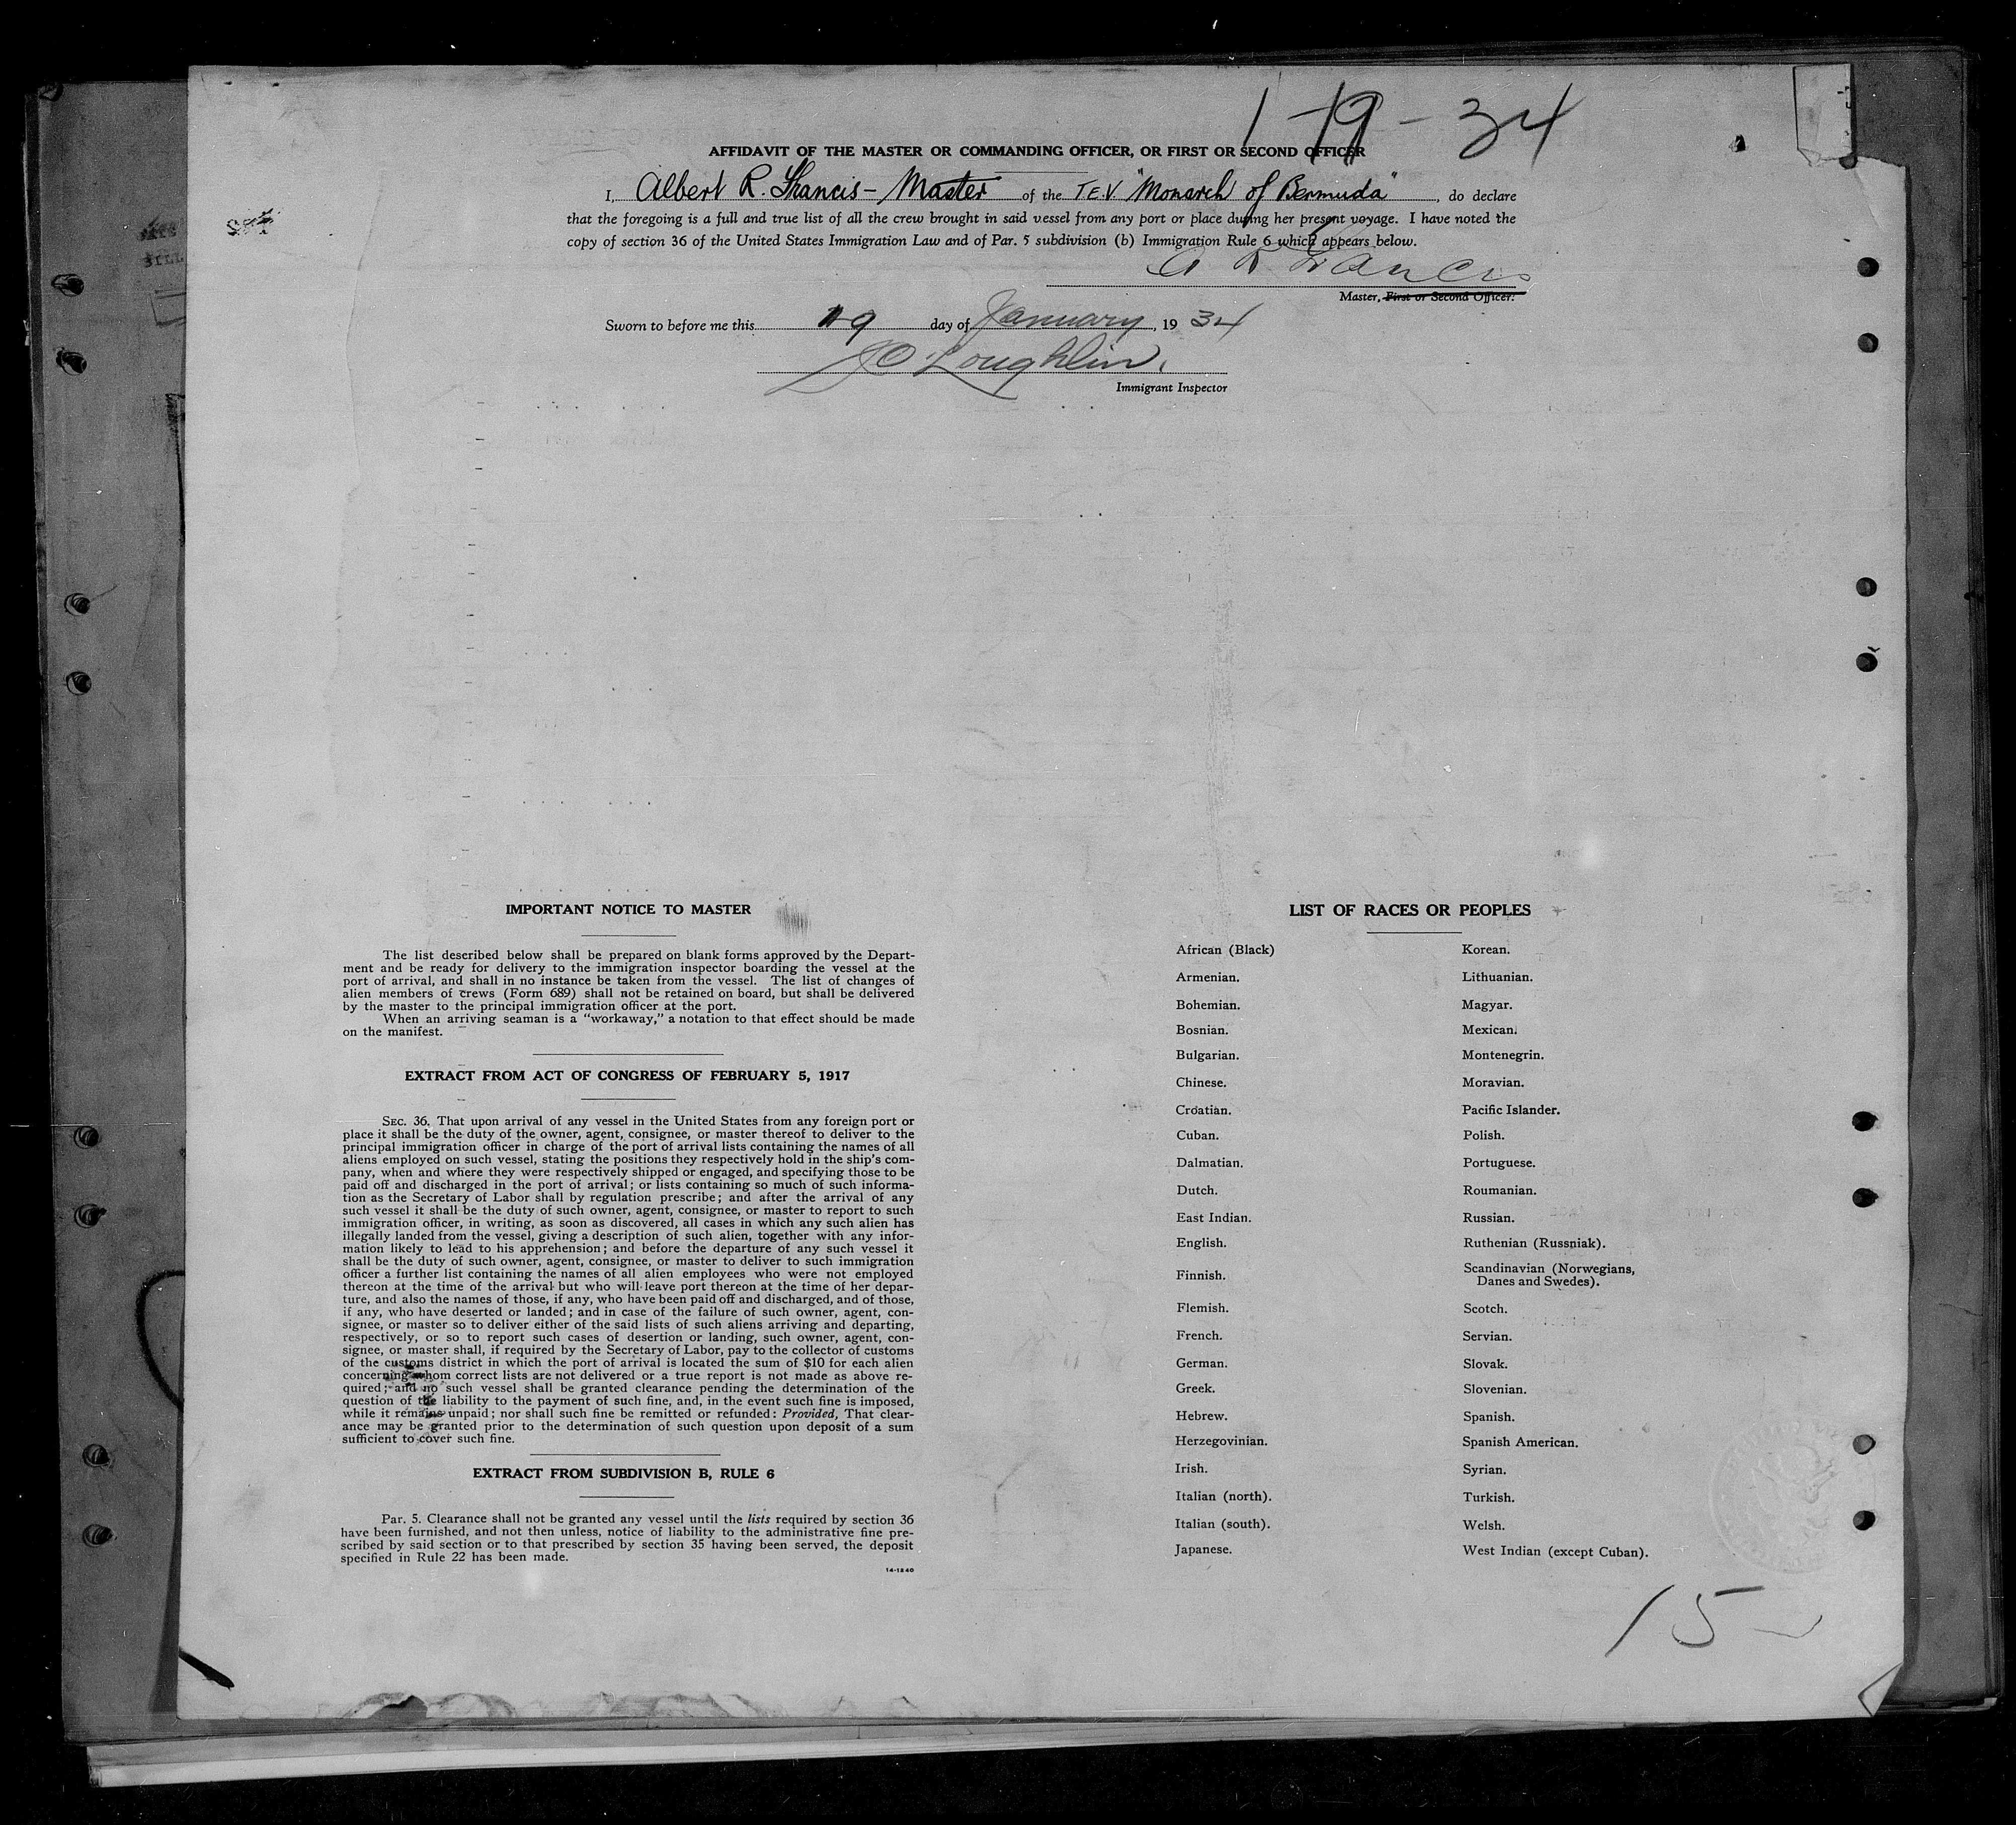 1-19-34
AFFIDAVIT OF THE MASTER OR COMMANDING OFFICER, OR FIRST OR SECOND OFFICER
I, Albert R. Francis - Master of the T.E.V. "Monarch of Bermuda", do declare
that the foregoing is a full and true list of all the crew brought in said vessel from any port or place during her present voyage. I have noted the
copy of section 36 of the United States Immigration Law and of Par. 5 subdivision (b) Immigration Rule 6 which appears below.
A R Francis
Master, First or Second Officer.
Sworn to before me this 19 day of January, 1934
O'Loughlin.
Immigrant Inspector
IMPORTANT NOTICE TO MASTER
The list described below shall be prepared on blank forms approved by the Depart-
ment and be ready for delivery to the immigration inspector boarding the vessel at the
port of arrival, and shall in no instance be taken from the vessel. The list of changes of
alien members of crews (Form 689) shall not be retained on board, but shall be delivered
by the master to the principal immigration officer at the port.
When an arriving seaman is a "workaway," a notation to that effect should be made
on the manifest.
EXTRACT FROM ACT OF CONGRESS OF FEBRUARY 5, 1917
SEC. 36. That upon arrival of any vessel in the United States from any foreign port or
place it shall be the duty of the owner, agent, consignee, or master thereof to deliver to the
principal immigration officer in charge of the port of arrival lists containing the names of all
aliens employed on such vessel, stating the positions they respectively hold in the ship's com-
pany, when and where they were respectively shipped or engaged, and specifying those to be
paid off and discharged in the port of arrival; or lists containing so much of such informa-
tion as the Secretary of Labor shall by regulation prescribe; and after the arrival of any
such vessel it shall be the duty of such owner, agent, consignee, or master to report to such
immigration officer, in writing, as soon as discovered, all cases in which any such alien has
illegally landed from the vessel, giving a description of such alien, together with any infor-
mation likely to lead to his apprehension; and before the departure of any such vessel it
shall be the duty of such owner, agent, consignee, or master to deliver to such immigration
officer a further list containing the names of all alien employees who were not employed
thereon at the time of the arrival but who will leave port thereon at the time of her depar-
ture, and also the names of those, if any, who have been paid off and discharged, and of those,
if any, who have deserted or landed; and in case of the failure of such owner, agent, con-
signee, or master so to deliver either of the said lists of such aliens arriving and departing,
respectively, or so to report such cases of desertion or landing, such owner, agent, con-
signee, or master shall, if required by the Secretary of Labor, pay to the collector of customs
of the customs district in which the port of arrival is located the sum of $10 for each alien
concerning whom correct lists are not delivered or a true report is not made as above re-
quired; and no such vessel shall be granted clearance pending the determination of the
question of the liability to the payment of such fine, and, in the event such fine is imposed,
while it remains unpaid; nor shall such fine be remitted or refunded: Provided, That clear-
ance may be granted prior to the determination of such question upon deposit of a sum
sufficient to cover such fine.
EXTRACT FROM SUBDIVISION B, RULE 6
Par. 5. Clearance shall not be granted any vessel until the lists required by section 36
have been furnished, and not then unless, notice of liability to the administrative fine pre-
scribed by said section or to that prescribed by section 35 having been served, the deposit
specified in Rule 22 has been made.
14-1240
LIST OF RACES OR PEOPLES
African (Black)
Armenian.
Bohemian.
Bosnian.
Bulgarian.
Chinese.
Croatian.
Cuban.
Dalmatian.
Dutch.
East Indian.
English.
Finnish.
Flemish.
French.
German.
Greek.
Hebrew.
Herzegovinian.
Irish.
Italian (north).
Italian (south).
Japanese.
Korean.
Lithuanian.
Magyar.
Mexican.
Montenegrin.
Moravian.
Pacific Islander.
Polish.
Portuguese.
Roumanian.
Russian.
Ruthenian (Russniak).
Scandinavian (Norwegians,
Danes and Swedes).
Scotch.
Servian.
Slovak.
Slovenian.
Spanish.
Spanish American.
Syrian.
Turkish.
Welsh.
West Indian (except Cuban).
15